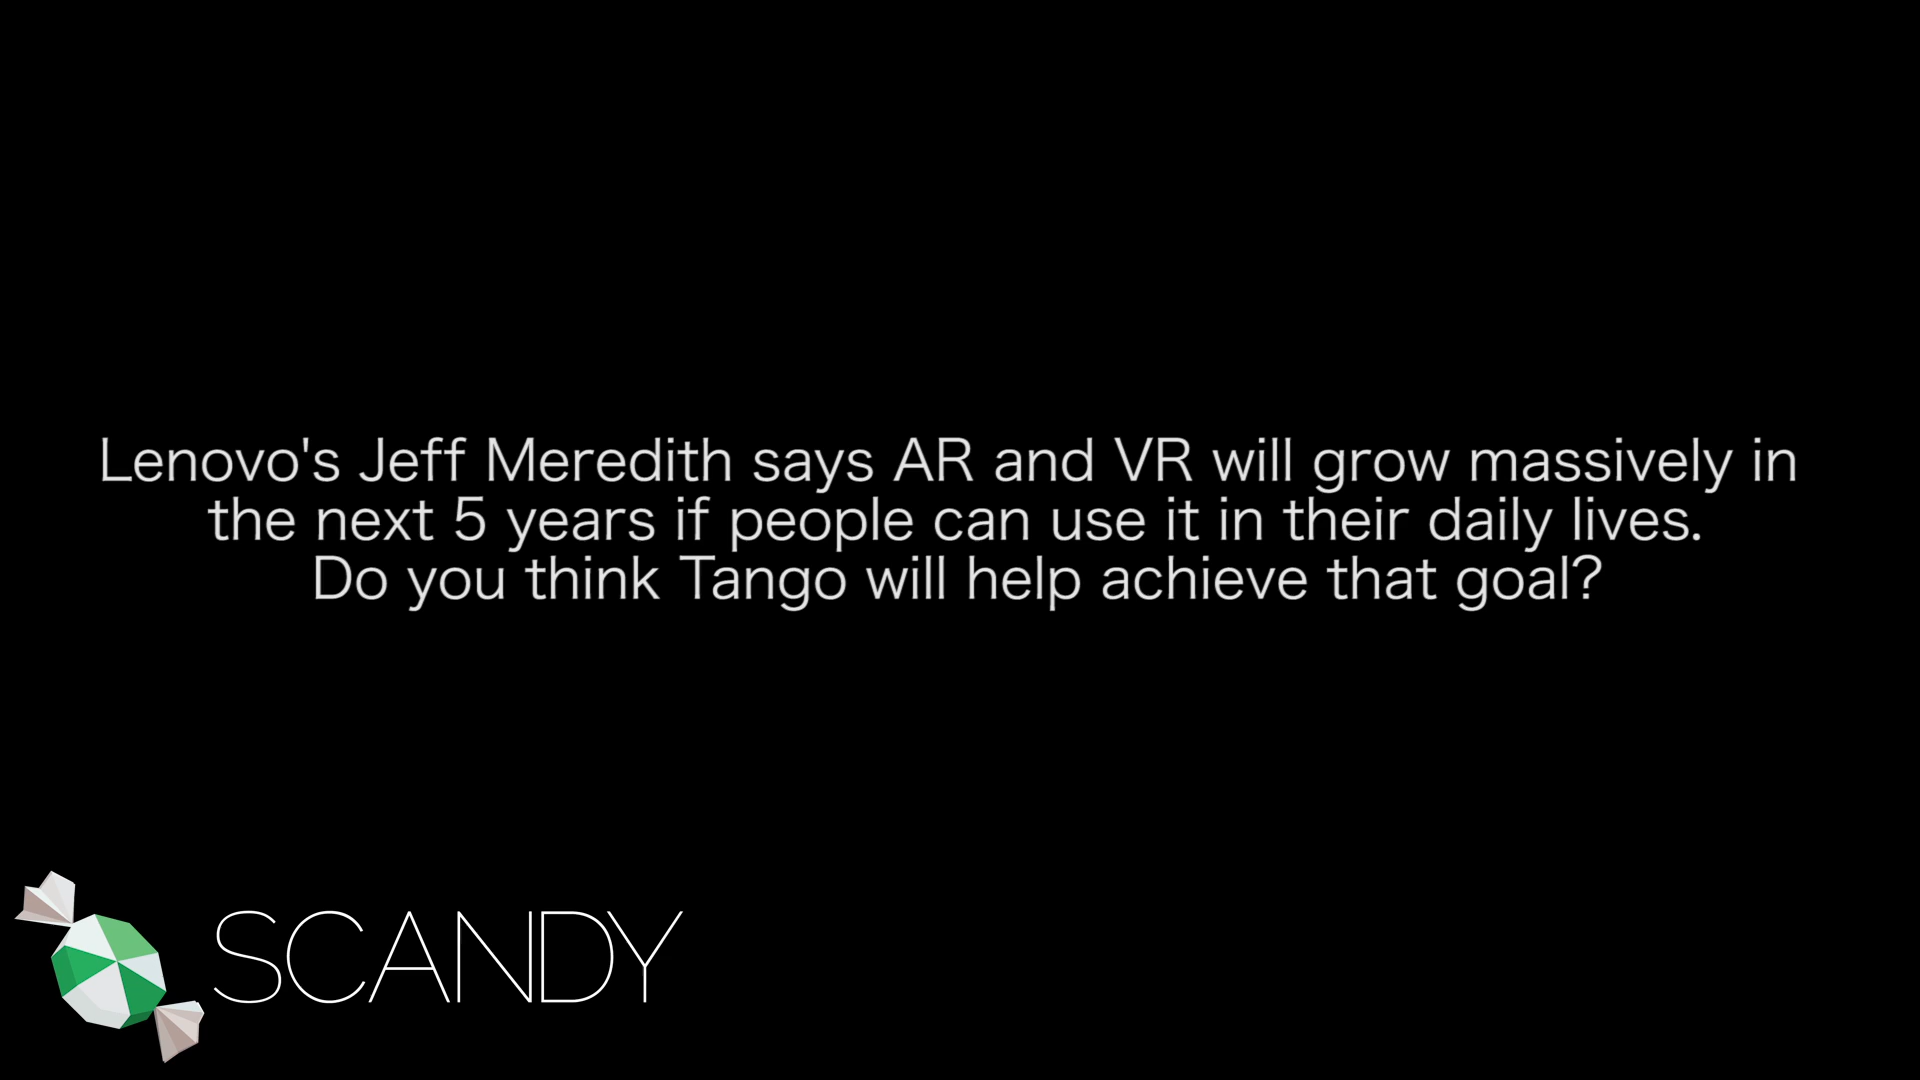 Lenovo's Jeff Meredith says AR and VR will grow massively in
the next 5 years if people can use it in their daily lives.
Do you think Tango will help achieve that goal?
SCANDY